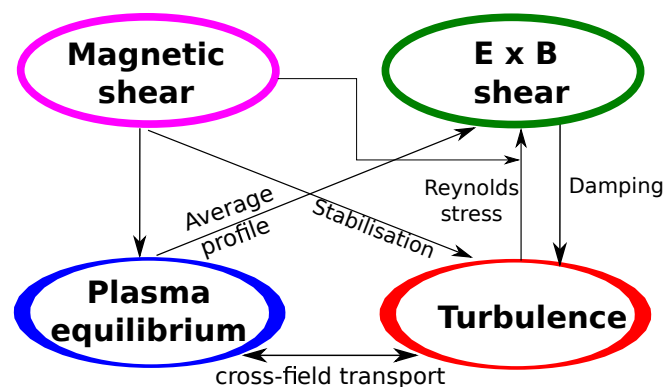 Magnetic
shear
E x B
shear
Average
profile
Stabilisation
Reynolds
stress
Damping
Plasma
equilibrium
Turbulence
cross-field transport